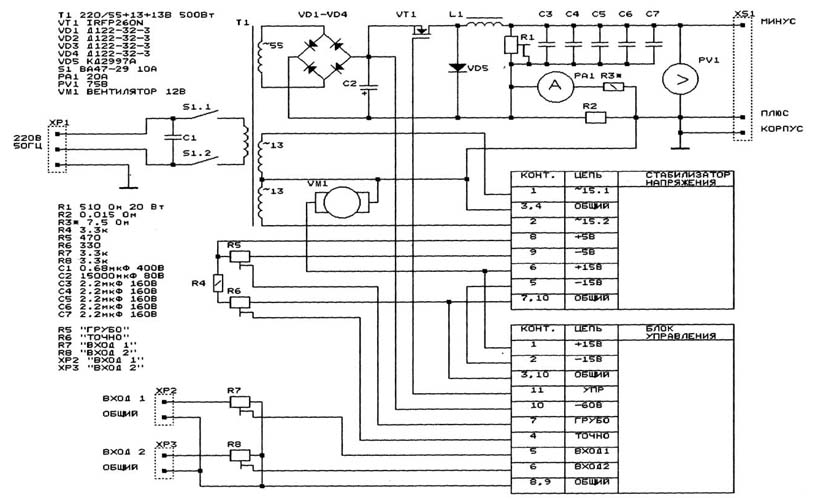 T1 220/55+13+13В 500Вт
VT1 IRFP260N
VD1 Д122-32-3
VD2 Д122-32-3
VD3 Д122-32-3
VD4 Д122-32-3
VD5 КД2997А
S1 ВА47-29 10А
PA1 20А
PV1 75В
VM1 ВЕНТИЛЯТОР 12В
T1
VD1-VD4
VT1
L1
C3 C4 C5 C6 C7
XS1
МИНУС
~55
R1
C2
+
VD5
A
PA1 R3*
V
PV1
R2
ПЛЮС
КОРПУС
XP1
220В
50ГЦ
S1.1
C1
S1.2
~13
~13
VM1
R1 510 Ом 20 Вт
R2 0.015 Ом
R3* 7.5 Ом
R4 3.3к
R5 470
R6 330
R7 3.3к
R8 3.3к
C1 0.68мкФ 400В
C2 15000мкФ 80В
C3 2.2мкФ 160В
C4 2.2мкФ 160В
C5 2.2мкФ 160В
C6 2.2мкФ 160В
C7 2.2мкФ 160В
R5 "ГРУБО"
R6 "ТОЧНО"
R7 "ВХОД 1"
R8 "ВХОД 2"
XP2 "ВХОД 1"
XP3 "ВХОД 2"
R5
R4
R6
КОНТ. ЦЕПЬ СТАБИЛИЗАТОР НАПРЯЖЕНИЯ
1 ~15.1
3,4 ОБЩИЙ
2 ~15.2
8 +5В
9 -5В
6 +15В
5 -15В
7,10 ОБЩИЙ
КОНТ. ЦЕПЬ БЛОК УПРАВЛЕНИЯ
1 +15В
2 -15В
3,10 ОБЩИЙ
11 УПР
10 -60В
7 ГРУБО
4 ТОЧНО
5 ВХОД1
6 ВХОД2
8,9 ОБЩИЙ
XP2
ВХОД 1
ОБЩИЙ
R7
XP3
ВХОД 2
ОБЩИЙ
R8